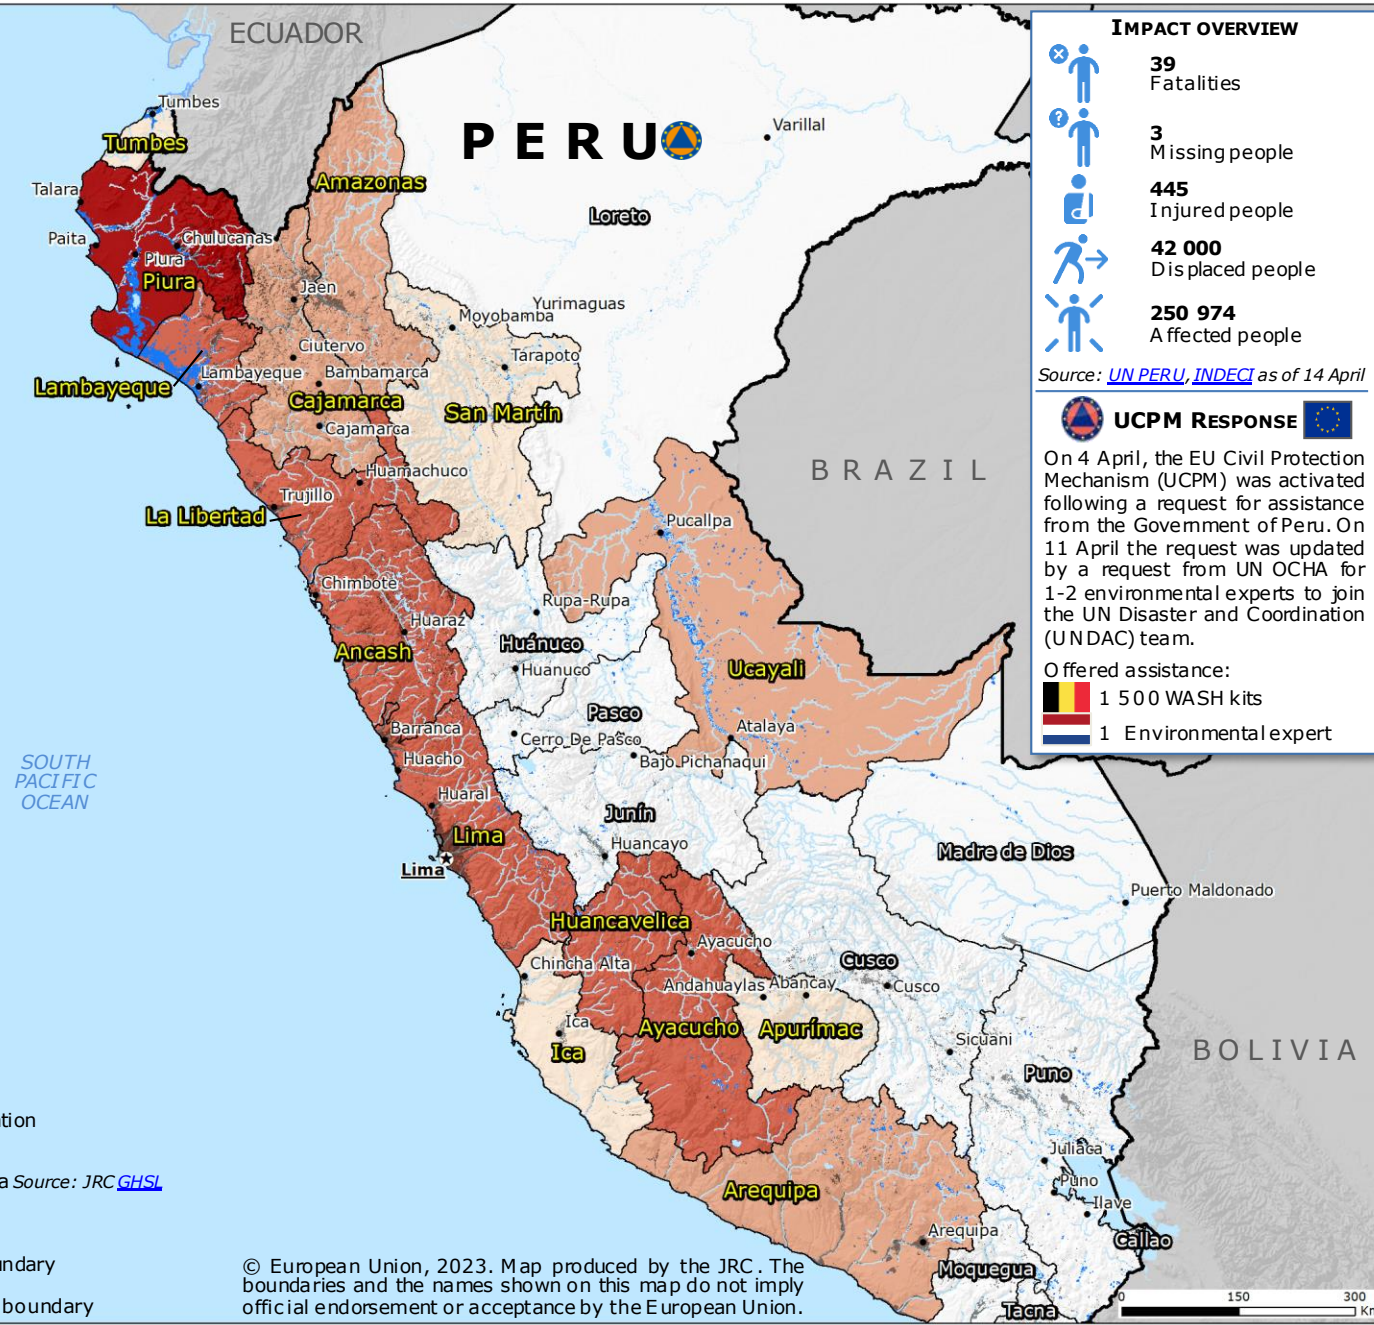 ECUADOR
Tumbes
Tumbes
PERU
Varillal
Amazonas
Talara
Loreto
Paita
Chulucanas
Piura
Piura
Jaen
Yurimaguas
Moyobamba
Ciutervo
Tarapoto
Lambayeque
Bambamarca
Lambayeque
Cajamarca
San Martín
Cajamarca
BRAZIL
Huamachuco
Trujillo
La Libertad
Pucallpa
Chimbote
Rupa-Rupa
Huaraz
Huánuco
Ancash
Huanuco
Ucayali
Pasco
Barranca
Cerro De Pasco
Atalaya
Huacho
Bajo Pichanaqui
SOUTH
PACIFIC
OCEAN
Huaral
Junín
Lima
Huancayo
Madre de Dios
Lima
Puerto Maldonado
Huancavelica
Ayacucho
Chincha Alta
Cusco
Andahuaylas
Abancay
Cusco
Ica
Ayacucho
Apurímac
Ica
Sicuani
BOLIVIA
Puno
Juliaca
Puno
Arequipa
Ilave
Arequipa
Callao
Moquegua
Tacna
IMPACT OVERVIEW
39
Fatalities
3
Missing people
445
Injured people
42 000
Displaced people
250 974
Affected people
Source: UN PERU, INDECI as of 14 April
UCPM RESPONSE
On 4 April, the EU Civil Protection
Mechanism (UCPM) was activated
following a request for assistance
from the Government of Peru. On
11 April the request was updated
by a request from UN OCHA for
1-2 environmental experts to join
the UN Disaster and Coordination
(UNDAC) team.
Offered assistance:
1 500 WASH kits
1 Environmental expert
tion
a Source: JRC GHSL
ndary
boundary
© European Union, 2023. Map produced by the JRC. The
boundaries and the names shown on this map do not imply
official endorsement or acceptance by the European Union.
0 150 300
Km